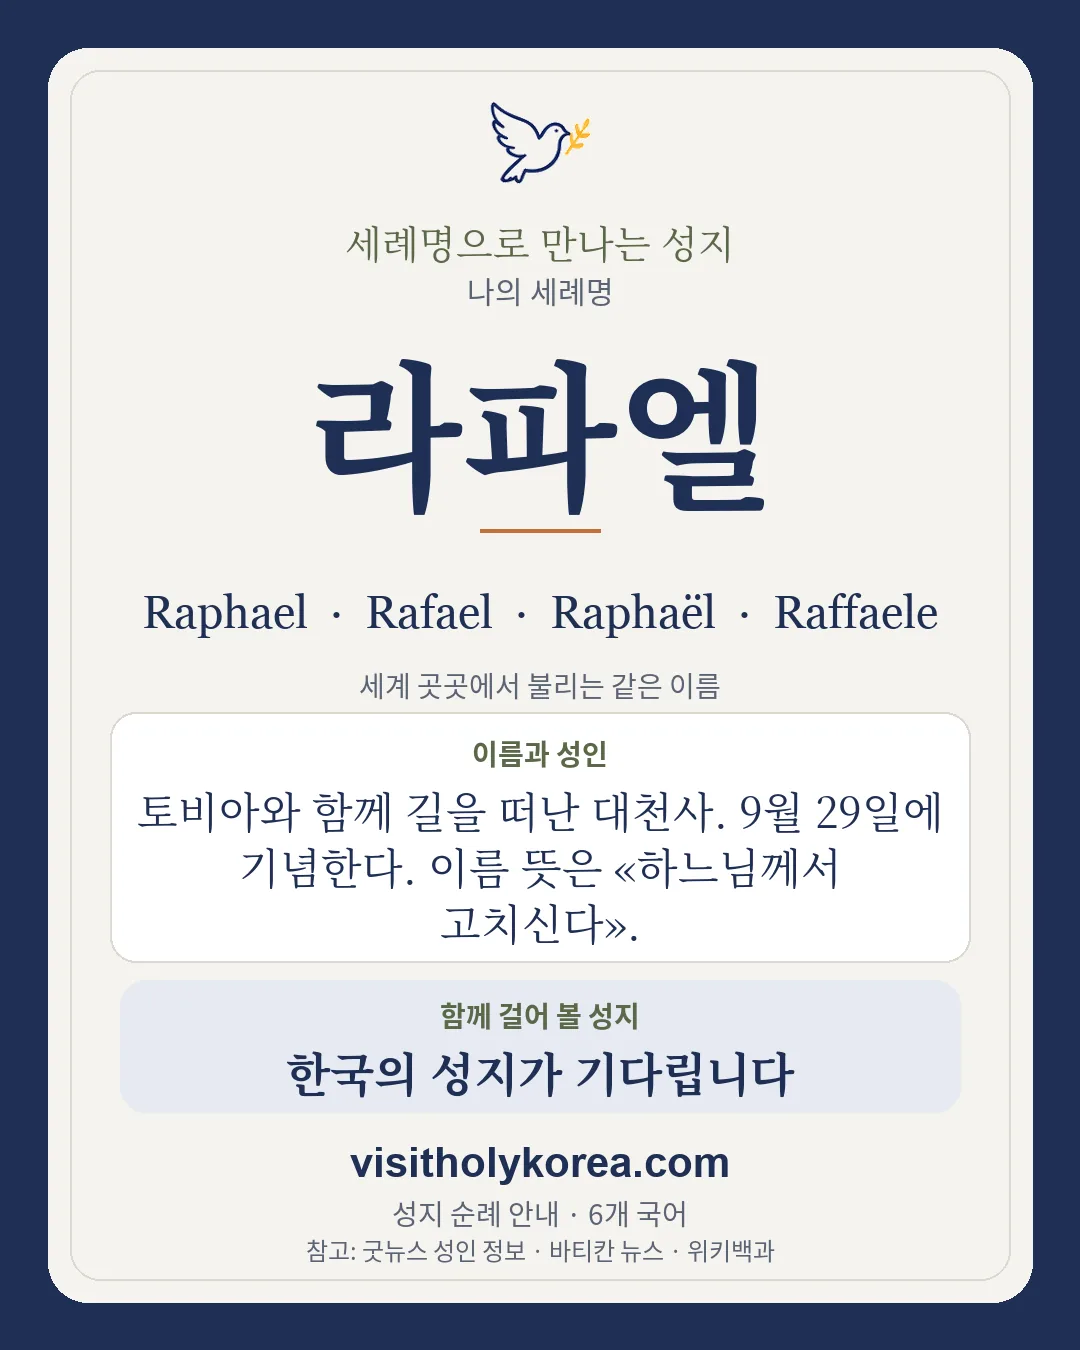 세례명으로 만나는 성지
나의 세례명
라파엘
Raphael · Rafael · Raphaël · Raffaele
세계 곳곳에서 불리는 같은 이름
이름과 성인
토비아와 함께 길을 떠난 대천사. 9월 29일에
기념한다. 이름 뜻은 «하느님께서
고치신다».
함께 걸어 볼 성지
한국의 성지가 기다립니다
visitholykorea.com
성지 순례 안내 · 6개 국어
참고: 굿뉴스 성인 정보 · 바티칸 뉴스 · 위키백과